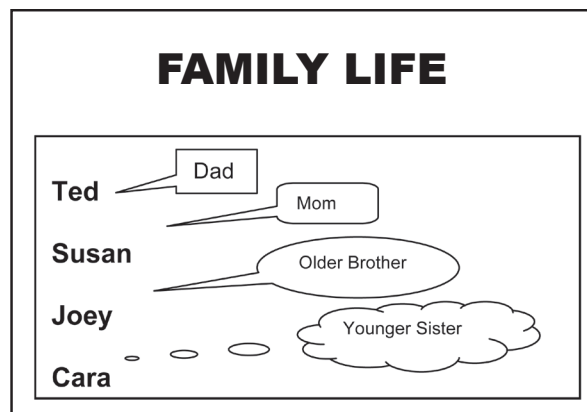 FAMILY LIFE
Dad
Ted
Mom
Susan
Older Brother
Joey
Younger Sister
Cara